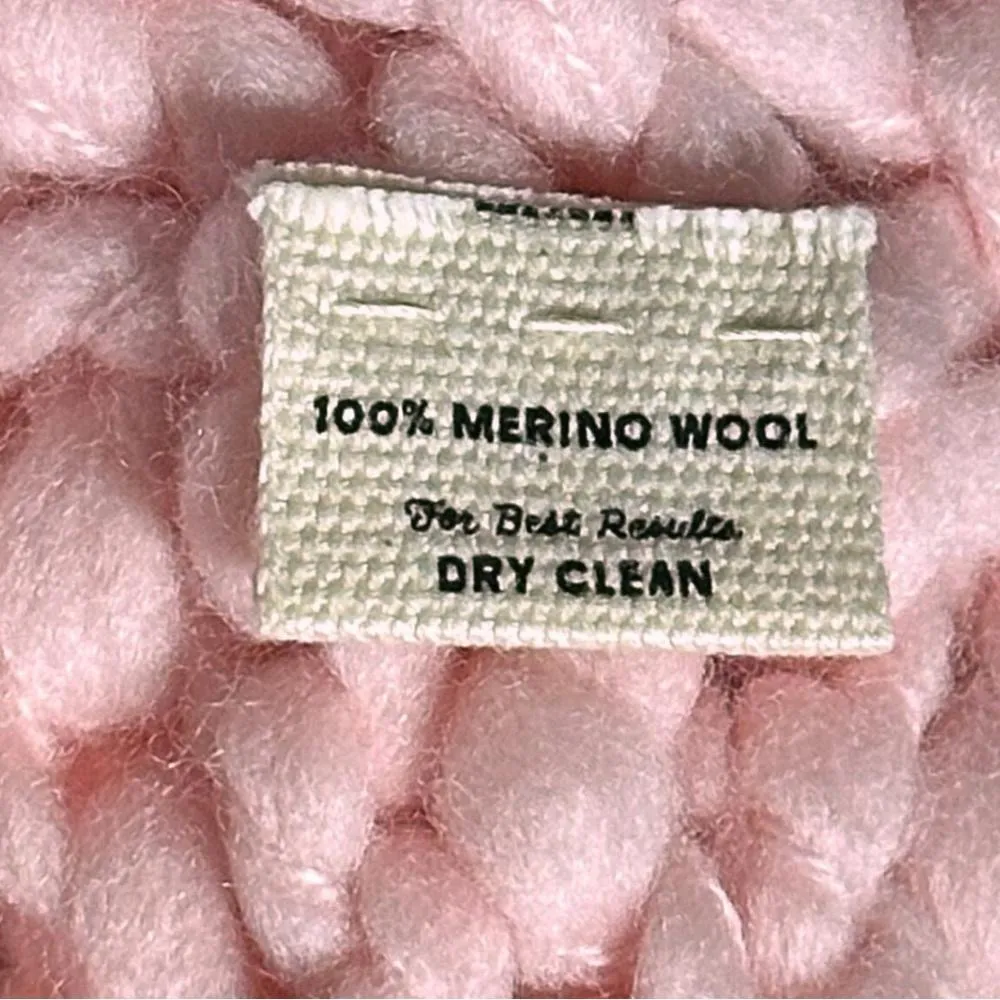 100% MERINO WOOL
For Best Results
DRY CLEAN